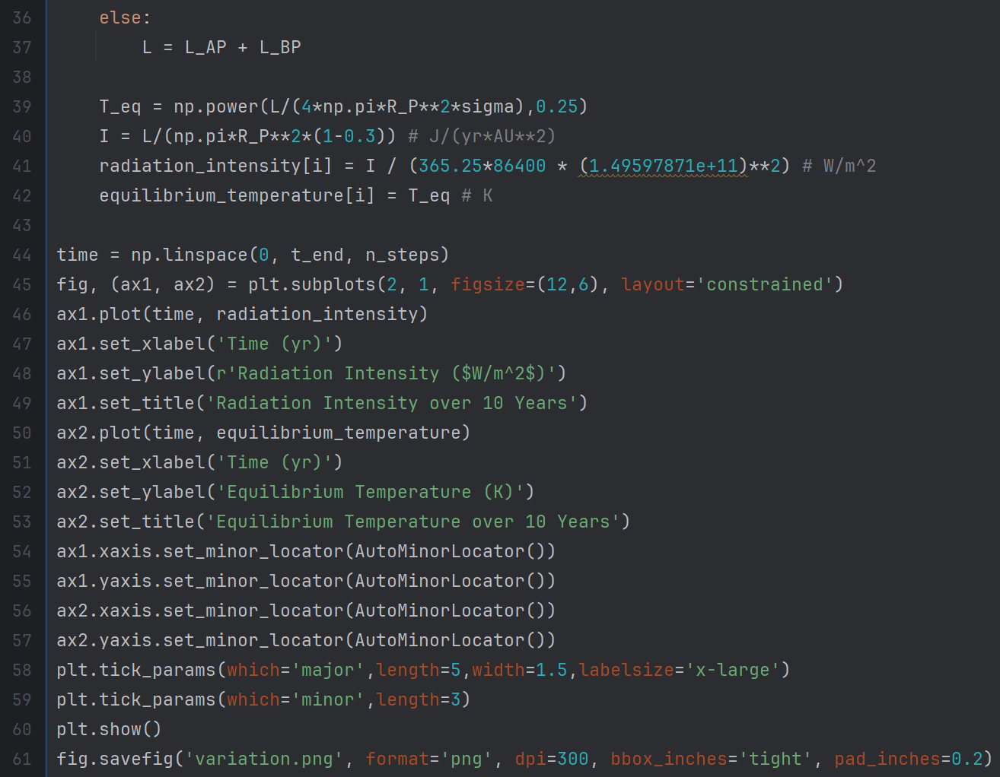 36     else:
37         L = L_AP + L_BP
38
39     T_eq = np.power(L/(4*np.pi*R_P**2*sigma),0.25)
40     I = L/(np.pi*R_P**2*(1-0.3)) # J/(yr*AU**2)
41     radiation_intensity[i] = I / (365.25*86400 * (1.49597871e+11)**2) # W/m^2
42     equilibrium_temperature[i] = T_eq # K
43
44 time = np.linspace(0, t_end, n_steps)
45 fig, (ax1, ax2) = plt.subplots(2, 1, figsize=(12,6), layout='constrained')
46 ax1.plot(time, radiation_intensity)
47 ax1.set_xlabel('Time (yr)')
48 ax1.set_ylabel(r'Radiation Intensity ($W/m^2$)')
49 ax1.set_title('Radiation Intensity over 10 Years')
50 ax2.plot(time, equilibrium_temperature)
51 ax2.set_xlabel('Time (yr)')
52 ax2.set_ylabel('Equilibrium Temperature (K)')
53 ax2.set_title('Equilibrium Temperature over 10 Years')
54 ax1.xaxis.set_minor_locator(AutoMinorLocator())
55 ax1.yaxis.set_minor_locator(AutoMinorLocator())
56 ax2.xaxis.set_minor_locator(AutoMinorLocator())
57 ax2.yaxis.set_minor_locator(AutoMinorLocator())
58 plt.tick_params(which='major',length=5,width=1.5,labelsize='x-large')
59 plt.tick_params(which='minor',length=3)
60 plt.show()
61 fig.savefig('variation.png', format='png', dpi=300, bbox_inches='tight', pad_inches=0.2)